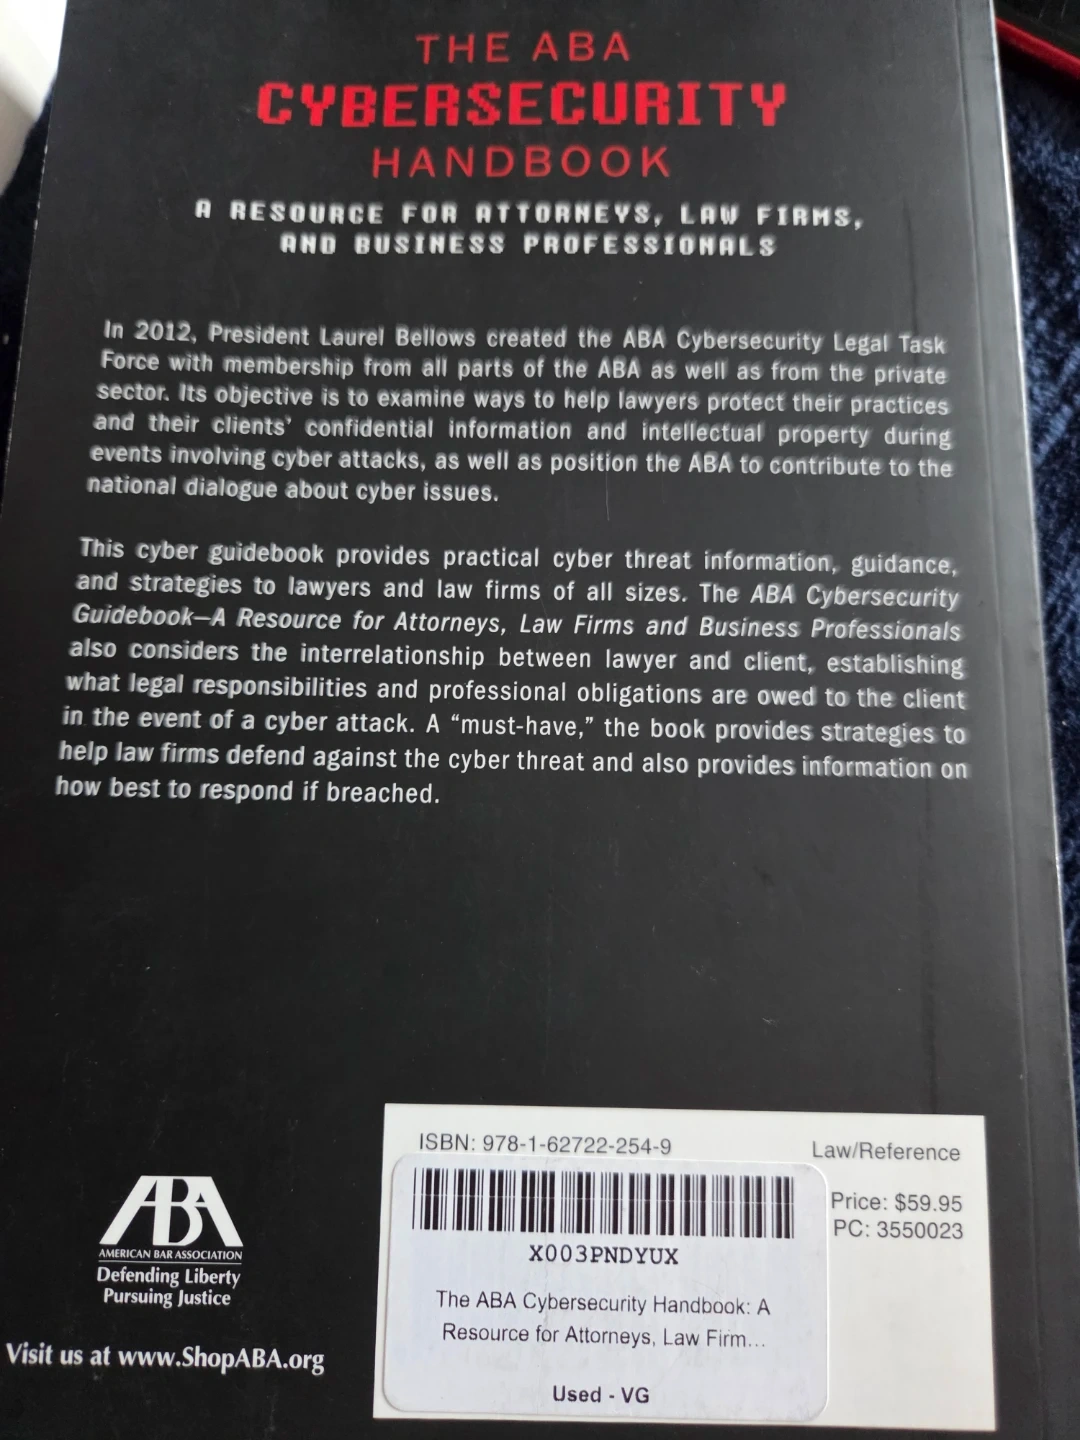 THE ABA
CYBERSECURITY
HANDBOOK
A RESOURCE FOR ATTORNEYS, LAW FIRMS,
AND BUSINESS PROFESSIONALS
In 2012, President Laurel Bellows created the ABA Cybersecurity Legal Task
Force with membership from all parts of the ABA as well as from the private
sector. Its objective is to examine ways to help lawyers protect their practices
and their clients' confidential information and intellectual property during
events involving cyber attacks, as well as position the ABA to contribute to the
national dialogue about cyber issues.
This cyber guidebook provides practical cyber threat information, guidance,
and strategies to lawyers and law firms of all sizes. The ABA Cybersecurity
Guidebook—A Resource for Attorneys, Law Firms and Business Professionals
also considers the interrelationship between lawyer and client, establishing
what legal responsibilities and professional obligations are owed to the client
in the event of a cyber attack. A “must-have,” the book provides strategies to
help law firms defend against the cyber threat and also provides information on
how best to respond if breached.
ISBN: 978-1-62722-254-9
Law/Reference
Price: $59.95
PC: 3550023
X003PNDYUX
The ABA Cybersecurity Handbook: A
Resource for Attorneys, Law Firm...
Used - VG
ABA
AMERICAN BAR ASSOCIATION
Defending Liberty
Pursuing Justice
Visit us at www.ShopABA.org